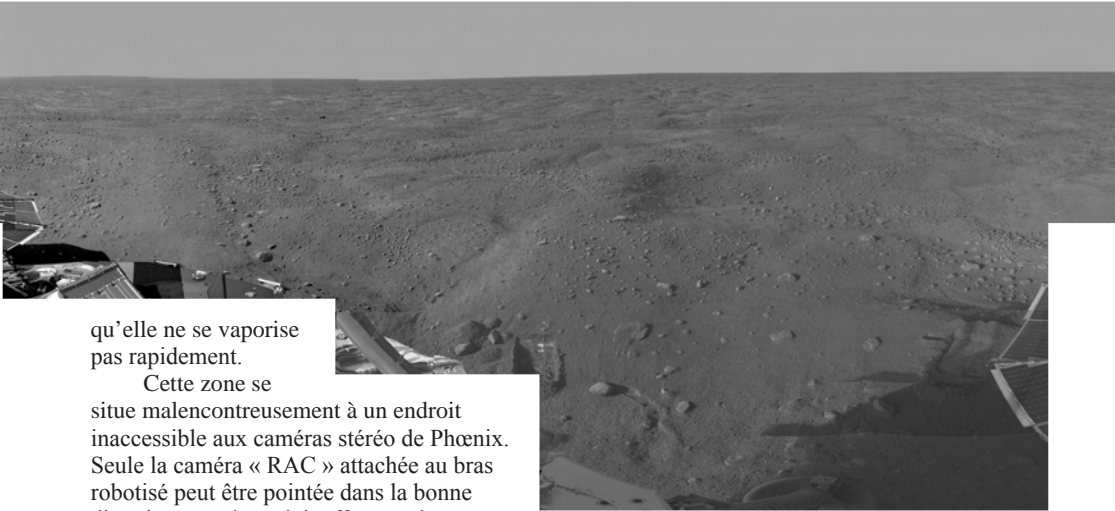 qu’elle ne se vaporise
pas rapidement.
Cette zone se
situe malencontreusement à un endroit
inaccessible aux caméras stéréo de Phœnix.
Seule la caméra « RAC » attachée au bras
robotisé peut être pointée dans la bonne